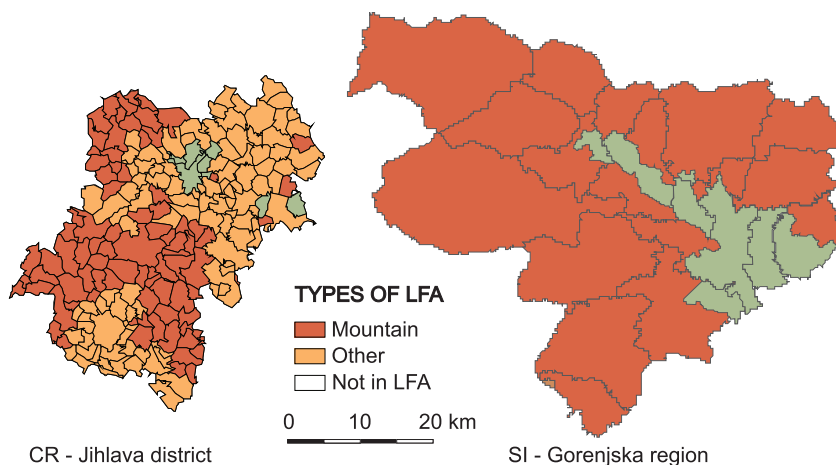 TYPES OF LFA
Mountain
Other
Not in LFA
0 10 20 km
CR - Jihlava district
SI - Gorenjska region